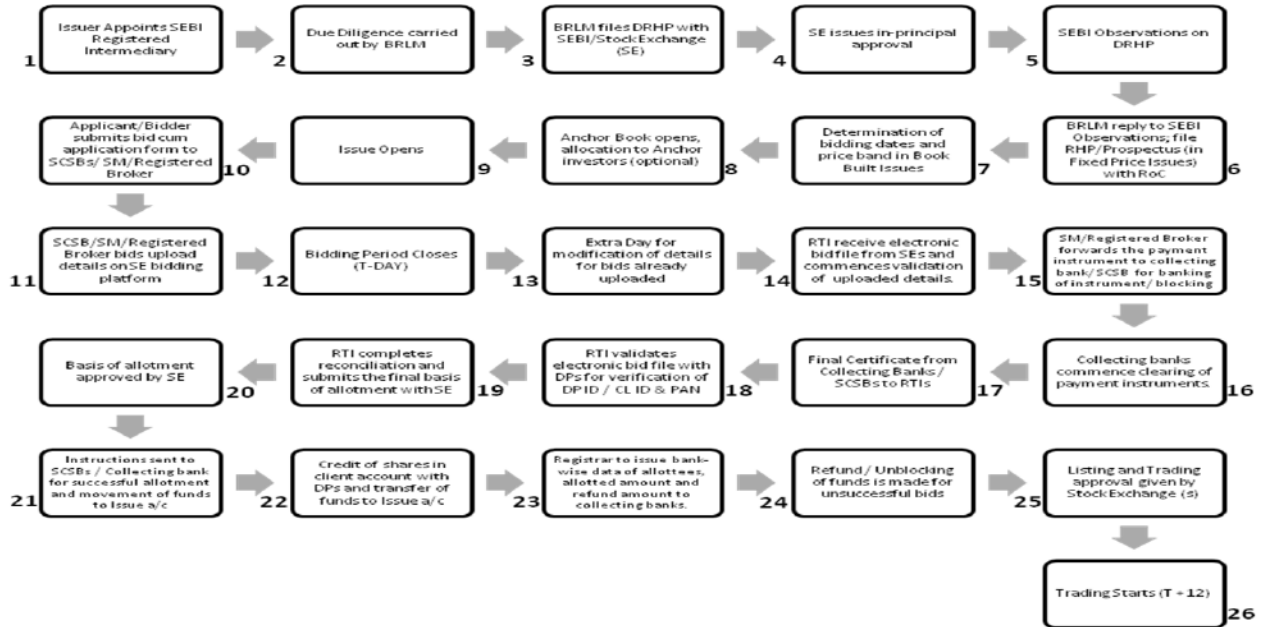 Issuer Appoints SEBI
Registered
Intermediary
1
Due Diligence carried
out by BRLM
2
BRLM files DRHP with
SEBI/Stock Exchange
(SE)
3
SE issues in-principal
approval
4
SEBI Observations on
DRHP
5
BRLM reply to SEBI
Observations; file
RHP/Prospectus (in
Fixed Price Issues) with
RoC
6
Determination of
bidding dates and
price band in Book
Built Issues
7
Anchor Book opens,
allocation to Anchor
investors (optional)
8
Issue Opens
9
Applicant/Bidder
submits bid cum
application form to
SCSBs/ SM/Registered
Broker
10
SCSB/SM/Registered
Broker bids upload
details on SE bidding
platform
11
Bidding Period Closes
(T-DAY)
12
Extra Day for
modification of details
for bids already
uploaded
13
RTI receive electronic
bid file from SEs and
commences validation
of uploaded details.
14
SM/Registered Broker
forwards the payment
instrument to collecting
bank/SCSB for banking
of instrument/ blocking
15
Collecting banks
commence clearing of
payment instruments.
16
Final Certificate from
Collecting Banks /
SCSBs to RTIs
17
RTI validates
electronic bid file with
DPs for verification of
DPID / CL ID & PAN
18
RTI completes
reconciliation and
submits the final basis
of allotment with SE
19
Basis of allotment
approved by SE
20
Instructions sent to
SCSBs / Collecting bank
for successful allotment
and movement of funds
to Issue a/c
21
Credit of shares in
client account with
DPs and transfer of
funds to Issue a/c
22
Registrar to issue bank-
wise data of allottees,
allotted amount and
refund amount to
collecting banks.
23
Refund / Unblocking
of funds is made for
unsuccessful bids
24
Listing and Trading
approval given by
Stock Exchange (s)
25
Trading Starts (T + 12)
26